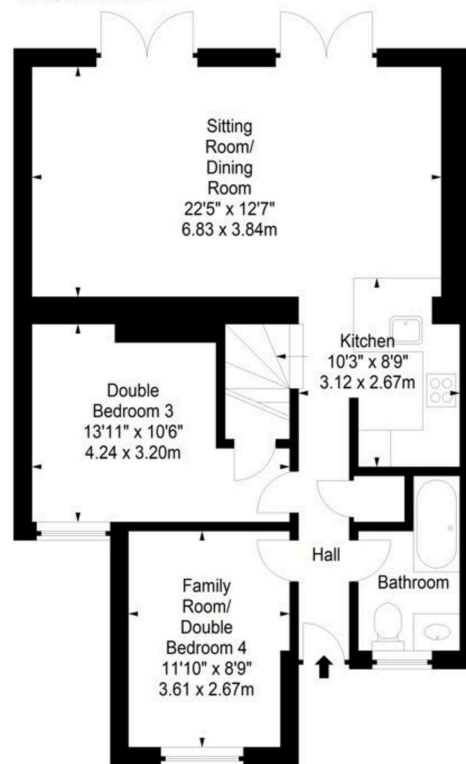 Sitting
Room/
Dining
Room
22'5" x 12'7"
6.83 x 3.84m
Kitchen
10'3" x 8'9"
3.12 x 2.67m
Double
Bedroom 3
13'11" x 10'6"
4.24 x 3.20m
Hall
Bathroom
Family
Room/
Double
Bedroom 4
11'10" x 8'9"
3.61 x 2.67m